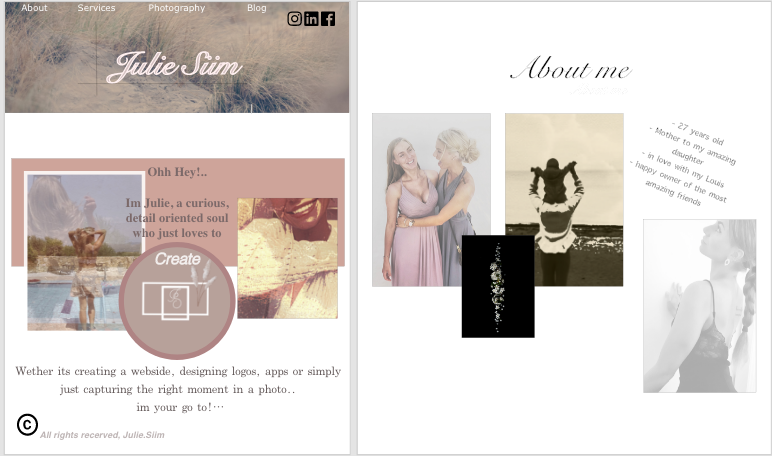 About Services Photography Blog
Julie Siim
Ohh Hey!..
Im Julie, a curious,
detail oriented soul
who just loves to
Create
Wether its creating a webside, designing logos, apps or simply
just capturing the right moment in a photo..
im your go to!...
©
All rights recerved, Julie.Siim
About me
- 27 years old
- Mother to my amazing
daughter
- in love with my Louis
- happy owner of the most
amazing friends